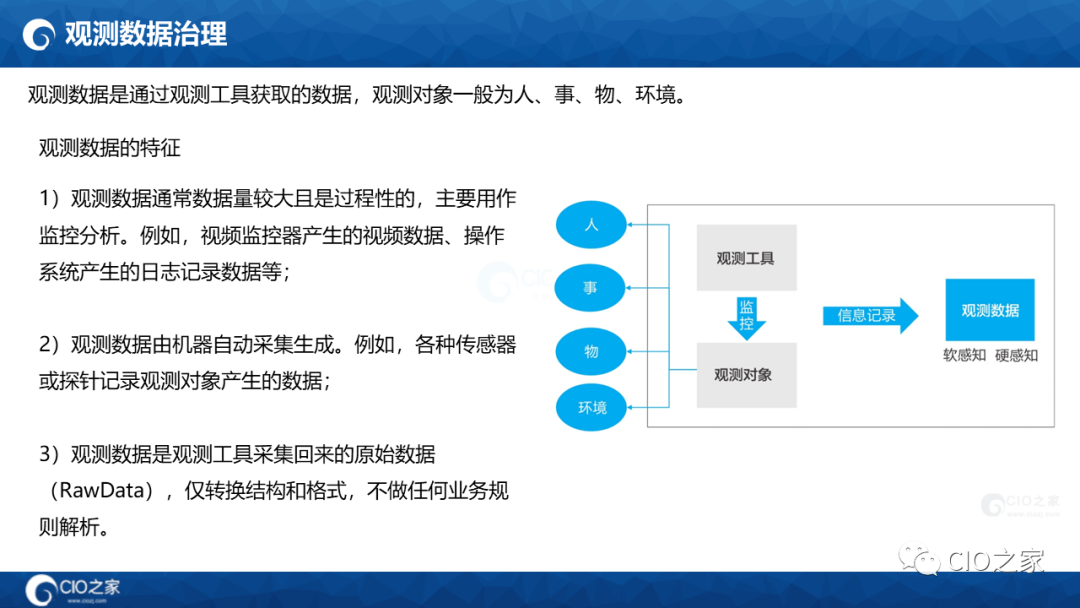 观测数据治理
观测数据是通过观测工具获取的数据，观测对象一般为人、事、物、环境。
观测数据的特征
1）观测数据通常数据量较大且是过程性的，主要用作
监控分析。例如，视频监控器产生的视频数据、操作
系统产生的日志记录数据等；
2）观测数据由机器自动采集生成。例如，各种传感器
或探针记录观测对象产生的数据；
3）观测数据是观测工具采集回来的原始数据
（RawData），仅转换结构和格式，不做任何业务规
则解析。
人
事
物
环境
观测工具
监
控
观测对象
信息记录
观测数据
软感知 硬感知
CIO之家
www.ciozj.com
CIO之家
CIO之家
www.ciozj.com